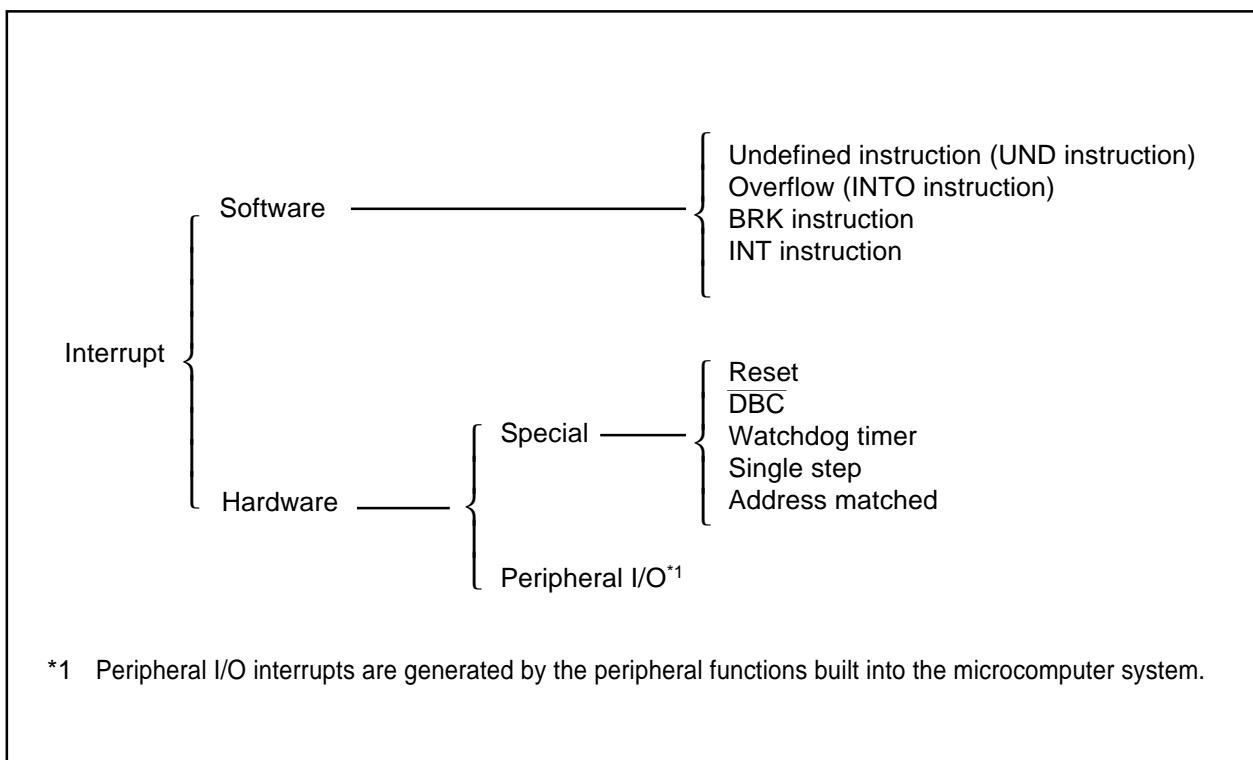 Undefined instruction (UND instruction)
Overflow (INTO instruction)
Software
BRK instruction
INT instruction
Interrupt
Reset
D̅B̅C̅
Special
Watchdog timer
Single step
Hardware
Address matched
Peripheral I/O*1
*1 Peripheral I/O interrupts are generated by the peripheral functions built into the microcomputer system.